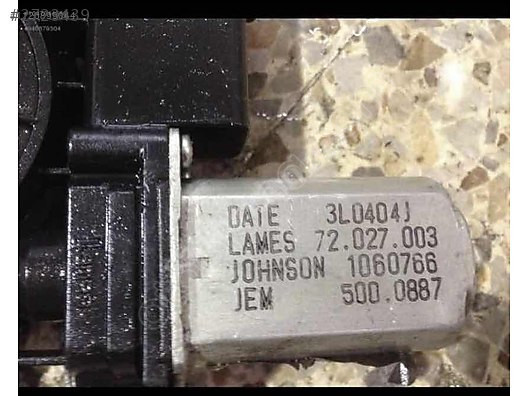 DATE 3L0404J
LAMES 72.027.003
JOHNSON 1060766
JEM 500.0887